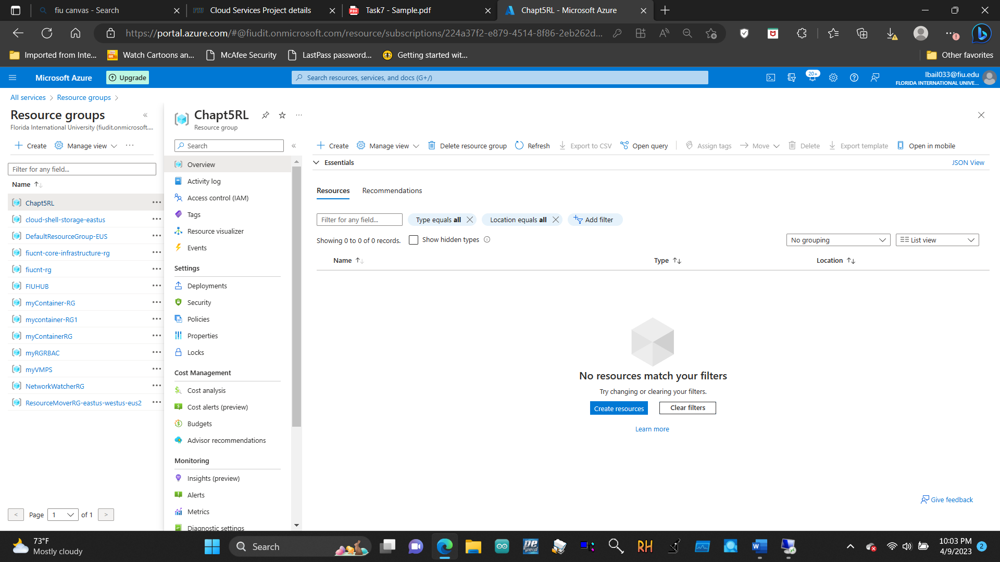 fiu canvas - Search
FIU Cloud Services Project details
PDF Task7 - Sample.pdf
Chapt5RL - Microsoft Azure
https://portal.azure.com/#@fiudit.onmicrosoft.com/resource/subscriptions/224a37f2-e879-4514-8f86-2eb262d...
Imported from Inte...
Watch Cartoons an...
McAfee Security
LastPass password...
Getting started wit...
Other favorites
Microsoft Azure
Upgrade
Search resources, services, and docs (G+/)
20+
lbail033@fiu.edu
FLORIDA INTERNATIONAL UNIVE...
All services > Resource groups >
Resource groups
Florida International University (fiudit.onmicrosoft....
Create
Manage view
Filter for any field...
Name
Chapt5RL
cloud-shell-storage-eastus
DefaultResourceGroup-EUS
fiucnt-core-infrastructure-rg
fiucnt-rg
FIUHUB
myContainer-RG
mycontainer-RG1
myContainerRG
myRGRBAC
myVMPS
NetworkWatcherRG
ResourceMoverRG-eastus-westus-eus2
< Page 1 of 1 >
Chapt5RL
Resource group
Search
Overview
Activity log
Access control (IAM)
Tags
Resource visualizer
Events
Settings
Deployments
Security
Policies
Properties
Locks
Cost Management
Cost analysis
Cost alerts (preview)
Budgets
Advisor recommendations
Monitoring
Insights (preview)
Alerts
Metrics
Diagnostic settings
Create
Manage view
Delete resource group
Refresh
Export to CSV
Open query
Assign tags
Move
Delete
Export template
Open in mobile
Essentials
JSON View
Resources
Recommendations
Filter for any field...
Type equals all
Location equals all
Add filter
Showing 0 to 0 of 0 records.
Show hidden types
No grouping
List view
Name
Type
Location
No resources match your filters
Try changing or clearing your filters.
Create resources
Clear filters
Learn more
Give feedback
73°F
Mostly cloudy
Search
RH
10:03 PM
4/9/2023
2